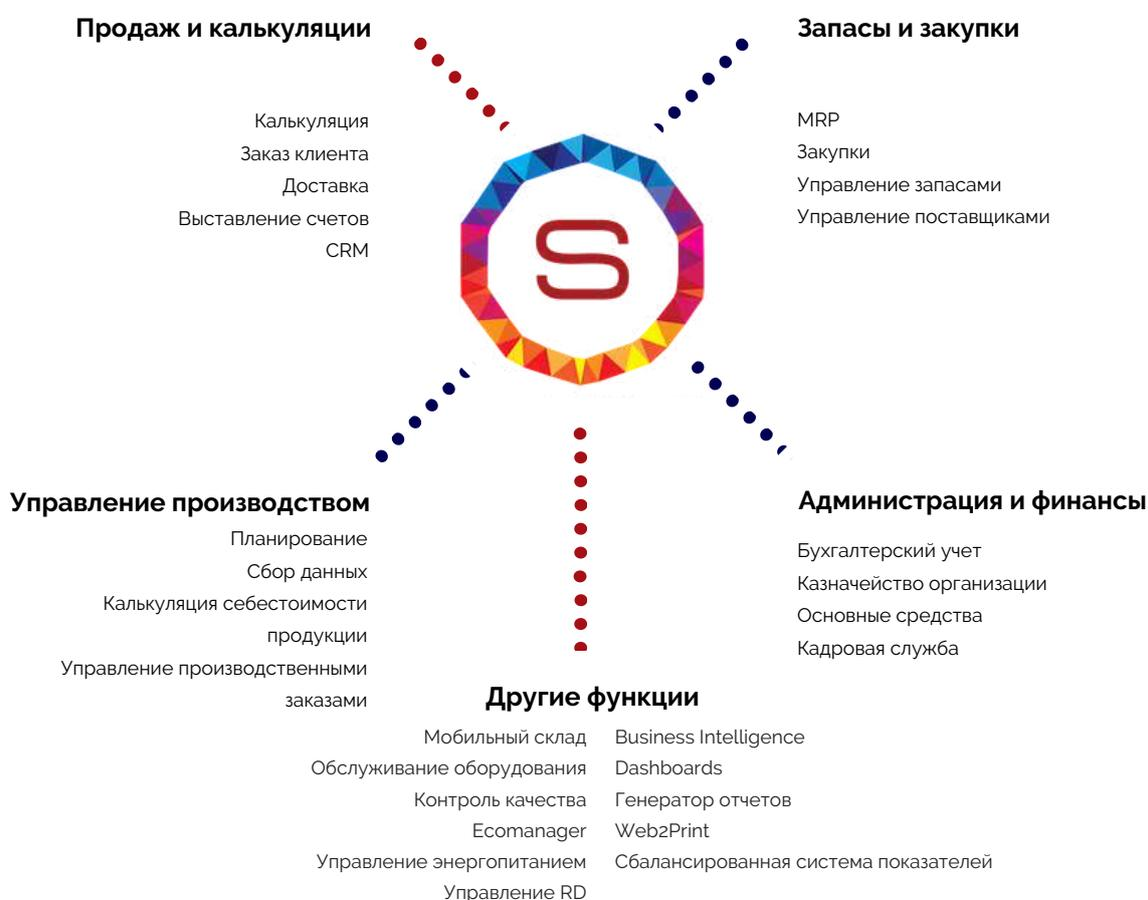 Продаж и калькуляции
Калькуляция
Заказ клиента
Доставка
Выставление счетов
CRM
Запасы и закупки
MRP
Закупки
Управление запасами
Управление поставщиками
S
Управление производством
Планирование
Сбор данных
Калькуляция себестоимости
продукции
Управление производственными
заказами
Администрация и финансы
Бухгалтерский учет
Казначейство организации
Основные средства
Кадровая служба
Другие функции
Мобильный склад
Обслуживание оборудования
Контроль качества
Ecomanager
Управление энергопитанием
Управление RD
Business Intelligence
Dashboards
Генератор отчетов
Web2Print
Сбалансированная система показателей